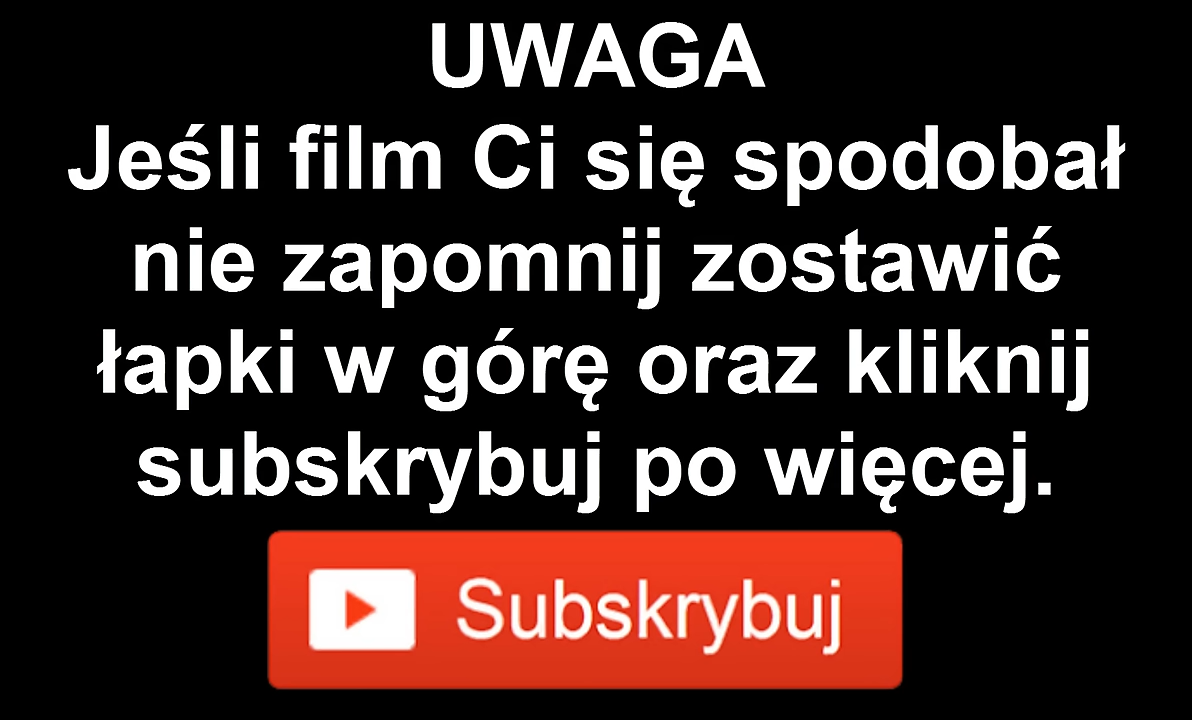 UWAGA
Jeśli film Ci się spodobał
nie zapomnij zostawić
łapki w górę oraz kliknij
subskrybuj po więcej.
Subskrybuj